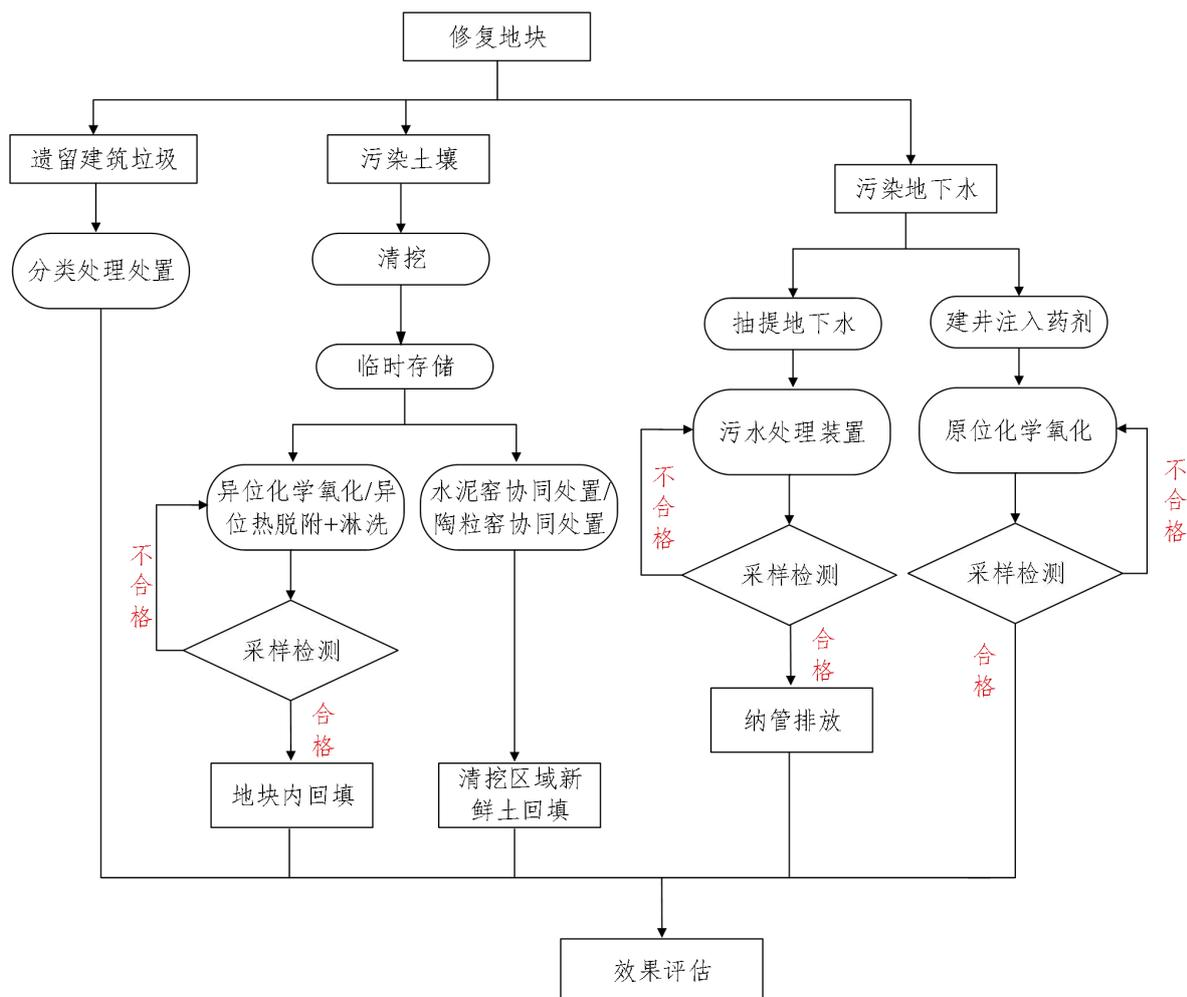 修复地块
遗留建筑垃圾
污染土壤
污染地下水
分类处理处置
清挖
抽提地下水
建井注入药剂
临时存储
污水处理装置
原位化学氧化
不合格
不合格
异位化学氧化/异
位热脱附+淋洗
水泥窑协同处置/
陶粒窑协同处置
不合格
采样检测
采样检测
采样检测
合格
合格
合格
纳管排放
地块内回填
清挖区域新
鲜土回填
效果评估